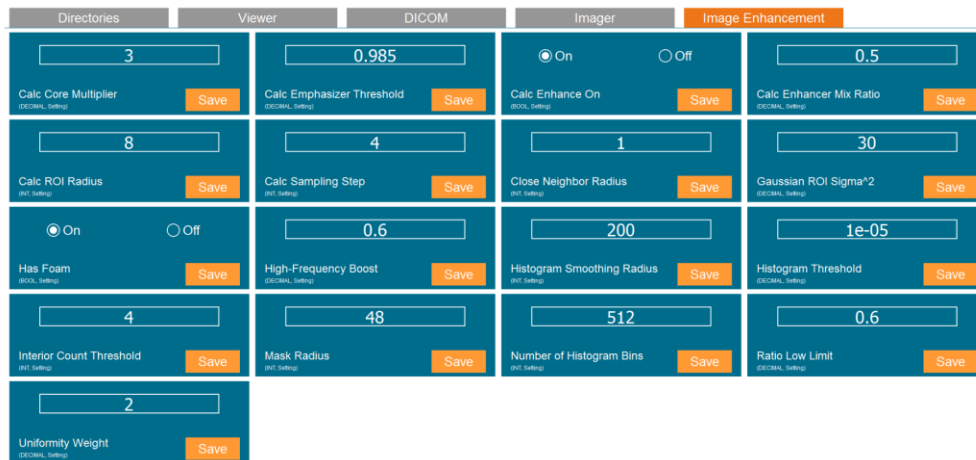 Directories Viewer DICOM Imager Image Enhancement
3
Calc Core Multiplier
(DECIMAL, Setting)
Save
0.985
Calc Emphasizer Threshold
(DECIMAL, Setting)
Save
On Off
Calc Enhance On
(BOOL, Setting)
Save
0.5
Calc Enhancer Mix Ratio
(DECIMAL, Setting)
Save
8
Calc ROI Radius
(INT, Setting)
Save
4
Calc Sampling Step
(INT, Setting)
Save
1
Close Neighbor Radius
(INT, Setting)
Save
30
Gaussian ROI Sigma^2
(DECIMAL, Setting)
Save
On Off
Has Foam
(BOOL, Setting)
Save
0.6
High-Frequency Boost
(DECIMAL, Setting)
Save
200
Histogram Smoothing Radius
(INT, Setting)
Save
1e-05
Histogram Threshold
(DECIMAL, Setting)
Save
4
Interior Count Threshold
(INT, Setting)
Save
48
Mask Radius
(INT, Setting)
Save
512
Number of Histogram Bins
(INT, Setting)
Save
0.6
Ratio Low Limit
(DECIMAL, Setting)
Save
2
Uniformity Weight
(DECIMAL, Setting)
Save